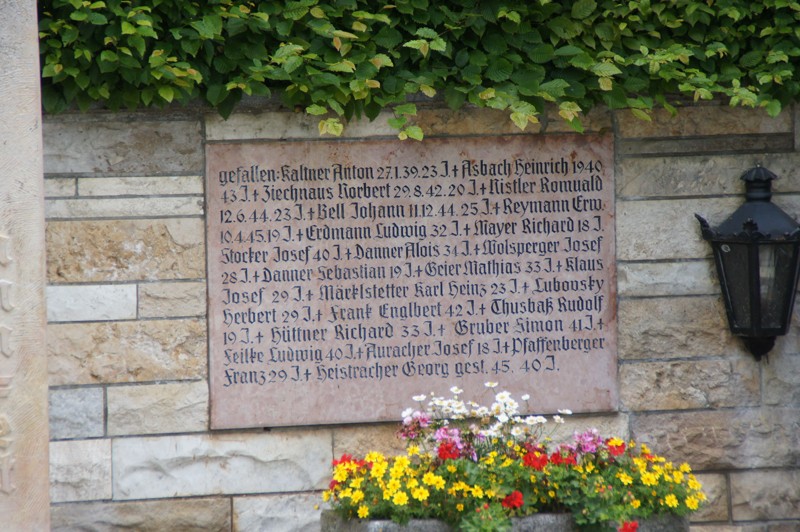 gefallen: Kaltner Anton 27.1.39.23 J.+ Asbach Heinrich 1940
43 J.+ Ziechnaus Norbert 29.8.42.20 J.+ Ristler Romuald
12.6.44.23 J.+ Bell Johann 11.12.44.25 J.+ Reymann Erw.
10.4.45.19 J.+ Erdmann Ludwig 32 J.+ Mayer Richard 18 J.
Stocker Josef 40 J.+ Danner Alois 34 J.+ Wolsperger Josef
28 J.+ Danner Sebastian 19 J.+ Geier Mathias 33 J.+ Klaus
Josef 29 J.+ Märklstetter Karl Heinz 23 J.+ Lubovsky
Herbert 29 J.+ Frank Englbert 42 J.+ Thusbaß Rudolf
19 J.+ Hüttner Richard 33 J.+ Gruber Simon 41 J.+
Feilke Ludwig 40 J.+ Auracher Josef 18 J.+ Pfaffenberger
Franz 29 J.+ Heistracher Georg gest. 45. 40 J.